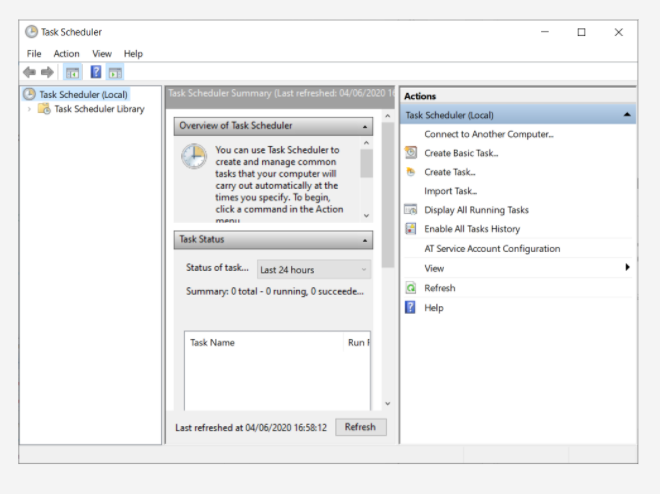 Task Scheduler
File Action View Help
Task Scheduler (Local)
Task Scheduler Library
Task Scheduler Summary (Last refreshed: 04/06/2020 16
Overview of Task Scheduler
You can use Task Scheduler to
create and manage common
tasks that your computer will
carry out automatically at the
times you specify. To begin,
click a command in the Action
menu
Task Status
Status of task... Last 24 hours
Summary: 0 total - 0 running, 0 succeede...
Task Name Run
Last refreshed at 04/06/2020 16:58:12 Refresh
Actions
Task Scheduler (Local)
Connect to Another Computer...
Create Basic Task...
Create Task...
Import Task...
Display All Running Tasks
Enable All Tasks History
AT Service Account Configuration
View
Refresh
Help